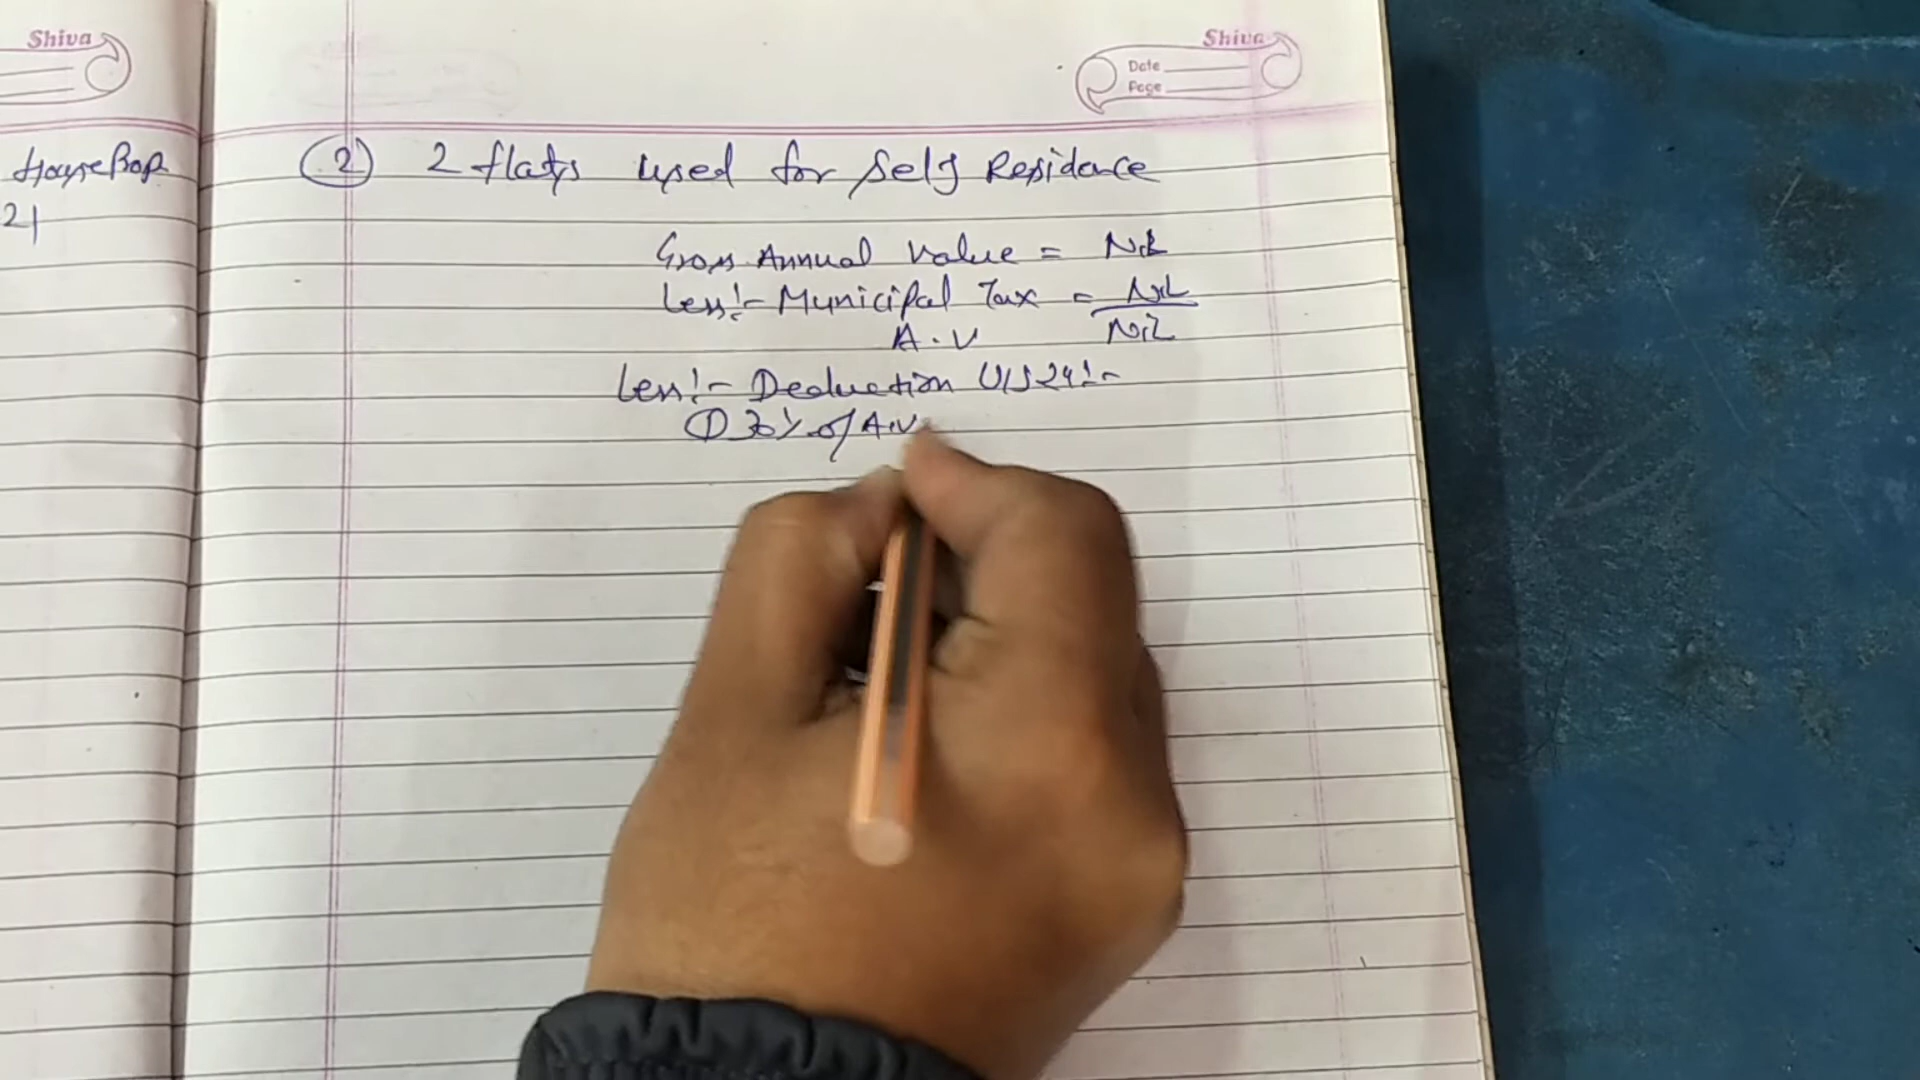 Shiva
House Prop
21
Shiva
Date
Page
② 2 flats used for self Residence
Gross Annual Value = Nil
Less:- Municipal Tax = Nil
A.V Nil
Less:- Deduction U/S 24:-
① 30% of A.V